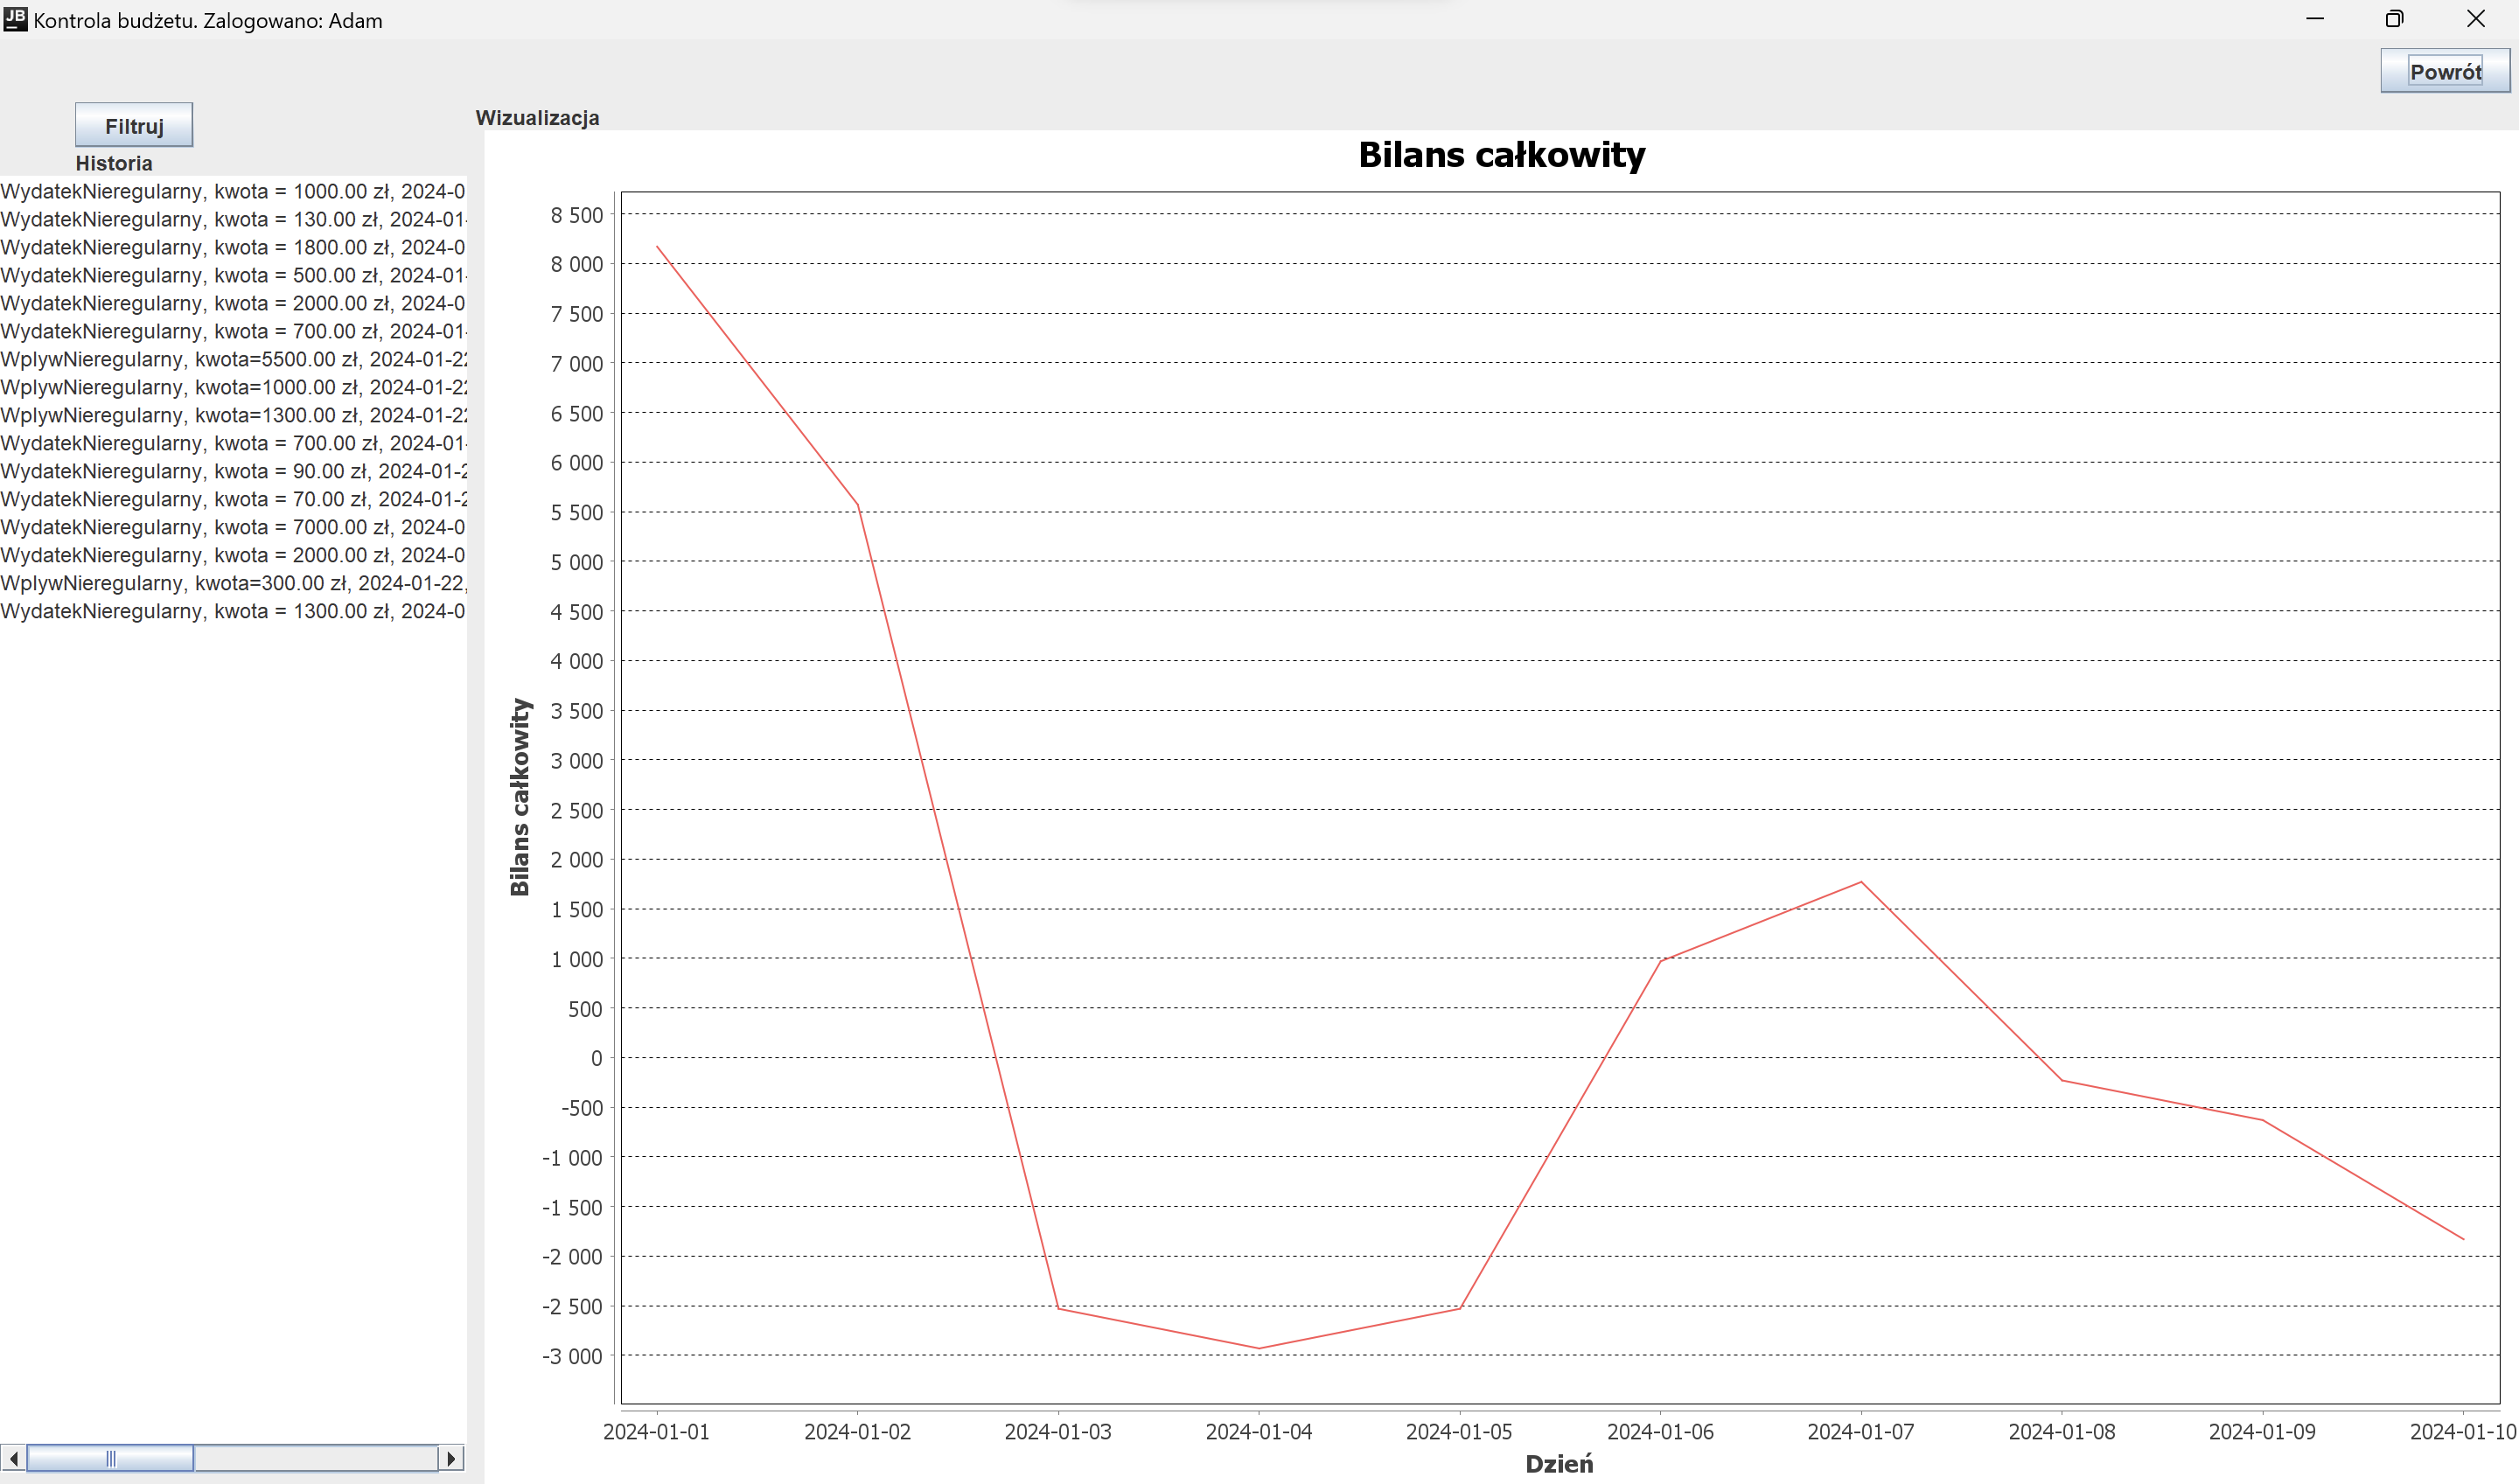 JB Kontrola budżetu. Zalogowano: Adam
Powrót
Filtruj
Historia
WydatekNieregularny, kwota = 1000.00 zł, 2024-0
WydatekNieregularny, kwota = 130.00 zł, 2024-01-
WydatekNieregularny, kwota = 1800.00 zł, 2024-0
WydatekNieregularny, kwota = 500.00 zł, 2024-01-
WydatekNieregularny, kwota = 2000.00 zł, 2024-0
WydatekNieregularny, kwota = 700.00 zł, 2024-01-
WplywNieregularny, kwota=5500.00 zł, 2024-01-22
WplywNieregularny, kwota=1000.00 zł, 2024-01-22
WplywNieregularny, kwota=1300.00 zł, 2024-01-22
WydatekNieregularny, kwota = 700.00 zł, 2024-01-
WydatekNieregularny, kwota = 90.00 zł, 2024-01-2
WydatekNieregularny, kwota = 70.00 zł, 2024-01-2
WydatekNieregularny, kwota = 7000.00 zł, 2024-0
WydatekNieregularny, kwota = 2000.00 zł, 2024-0
WplywNieregularny, kwota=300.00 zł, 2024-01-22,
WydatekNieregularny, kwota = 1300.00 zł, 2024-0
Wizualizacja
Bilans całkowity
Bilans całkowity
8 500
8 000
7 500
7 000
6 500
6 000
5 500
5 000
4 500
4 000
3 500
3 000
2 500
2 000
1 500
1 000
500
0
-500
-1 000
-1 500
-2 000
-2 500
-3 000
2024-01-01 2024-01-02 2024-01-03 2024-01-04 2024-01-05 2024-01-06 2024-01-07 2024-01-08 2024-01-09 2024-01-10
Dzień